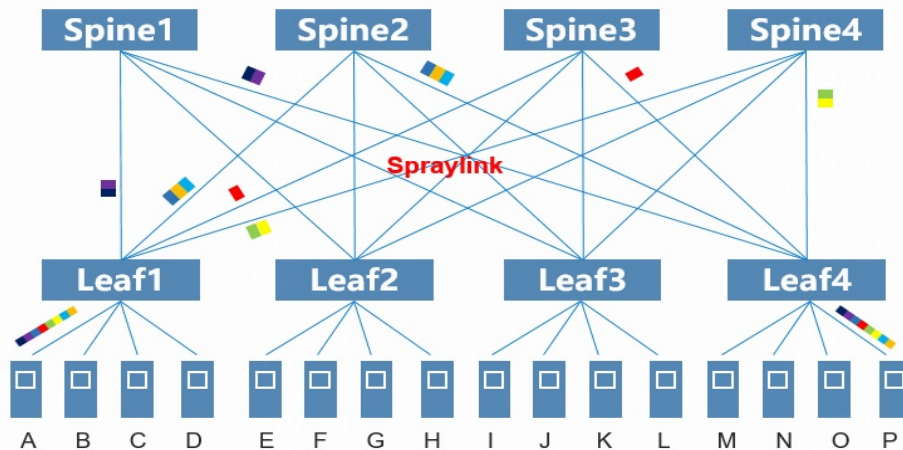 Spine1 Spine2 Spine3 Spine4
Spraylink
Leaf1 Leaf2 Leaf3 Leaf4
A B C D E F G H I J K L M N O P